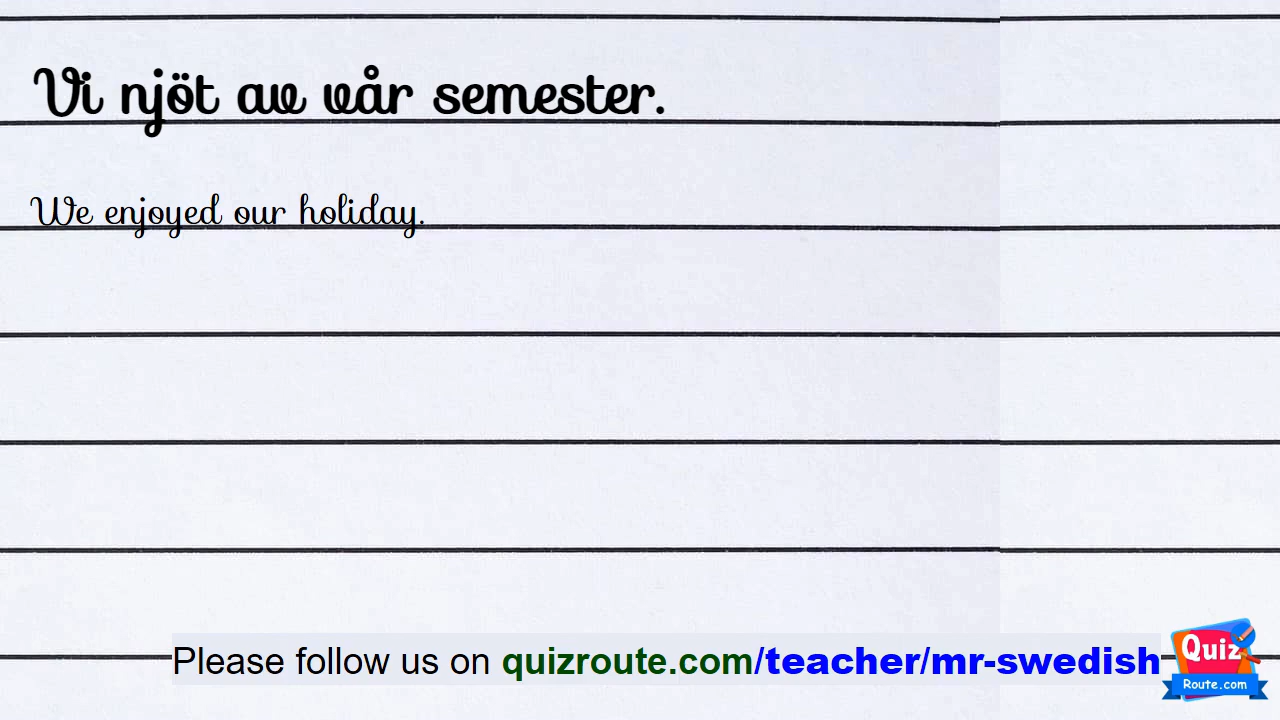 Vi njöt av vår semester.
We enjoyed our holiday.
Please follow us on quizroute.com/teacher/mr-swedish
Quiz
Route.com